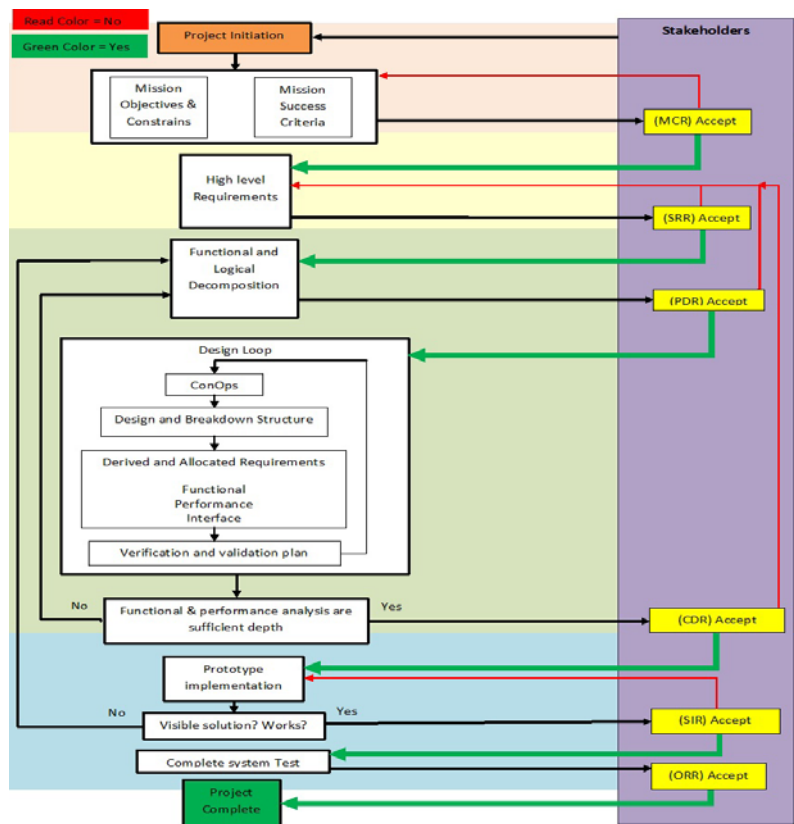 Read Color = No
Green Color = Yes
Stakeholders
Project Initiation
Mission
Objectives &
Constrains
Mission
Success
Criteria
(MCR) Accept
High level
Requirements
(SRR) Accept
Functional and
Logical
Decomposition
(PDR) Accept
Design Loop
ConOps
Design and Breakdown Structure
Derived and Allocated Requirements
Functional
Performance
Interface
Verification and validation plan
No
Functional & performance analysis are
sufficient depth
Yes
(CDR) Accept
Prototype
implementation
No
Visible solution? Works?
Yes
(SIR) Accept
Complete system Test
(ORR) Accept
Project
Complete